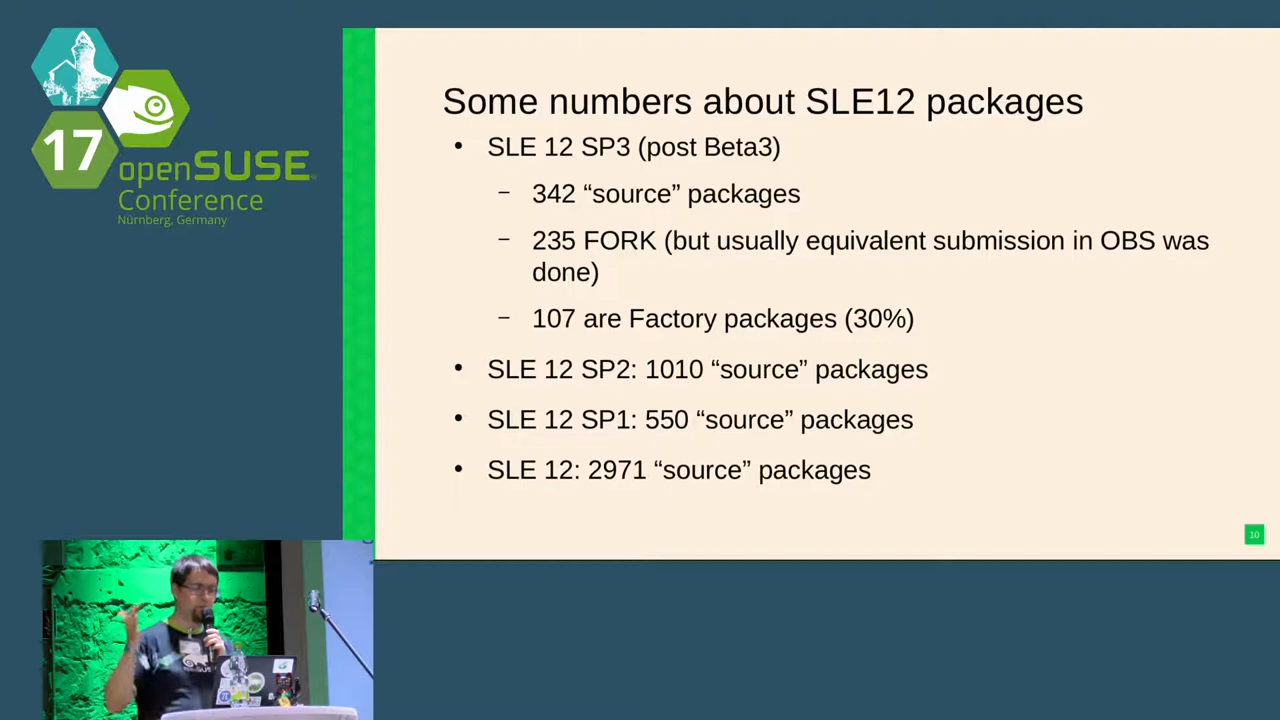 17
openSUSE
Conference
Nürnberg, Germany
Some numbers about SLE12 packages
• SLE 12 SP3 (post Beta3)
– 342 “source” packages
– 235 FORK (but usually equivalent submission in OBS was
done)
– 107 are Factory packages (30%)
• SLE 12 SP2: 1010 “source” packages
• SLE 12 SP1: 550 “source” packages
• SLE 12: 2971 “source” packages
10